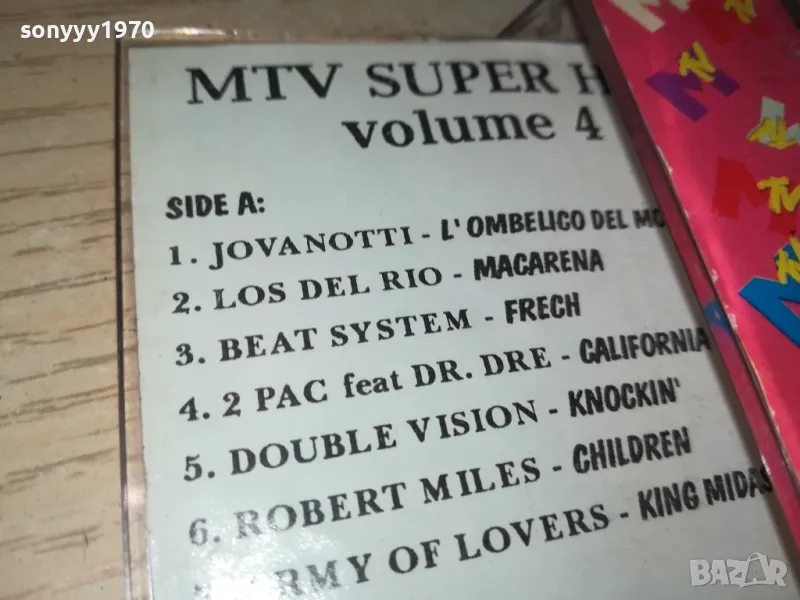 sonyyy1970
MTV SUPER H
volume 4
SIDE A:
1. JOVANOTTI - L'OMBELICO DEL MO
2. LOS DEL RIO - MACARENA
3. BEAT SYSTEM - FRECH
4. 2 PAC feat DR. DRE - CALIFORNIA
5. DOUBLE VISION - KNOCKIN'
6. ROBERT MILES - CHILDREN
RMY OF LOVERS - KING MIDAS
BAZAR